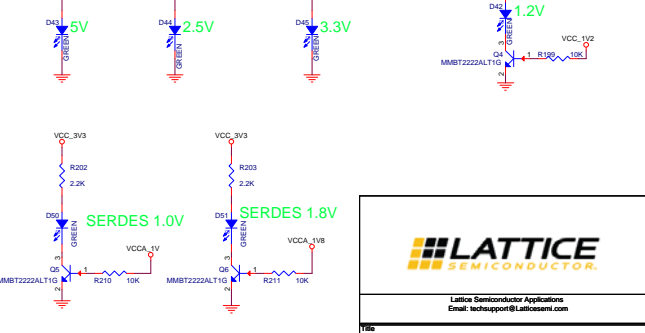 D43
5V
GREEN
D44
2.5V
GREEN
D45
3.3V
GREEN
D42
1.2V
GREEN
VCC_1V2
3
Q4
1
R199
10K
MMBT2222ALT1G
2
VCC_3V3
R202
2.2K
D50
SERDES 1.0V
GREEN
VCCA_1V
3
Q5
1
R210
10K
MMBT2222ALT1G
2
VCC_3V3
R203
2.2K
D51
SERDES 1.8V
GREEN
VCCA_1V8
3
Q6
1
R211
10K
MMBT2222ALT1G
2
LATTICE
SEMICONDUCTOR.
Lattice Semiconductor Applications
Email: techsupport@Latticesemi.com
Title